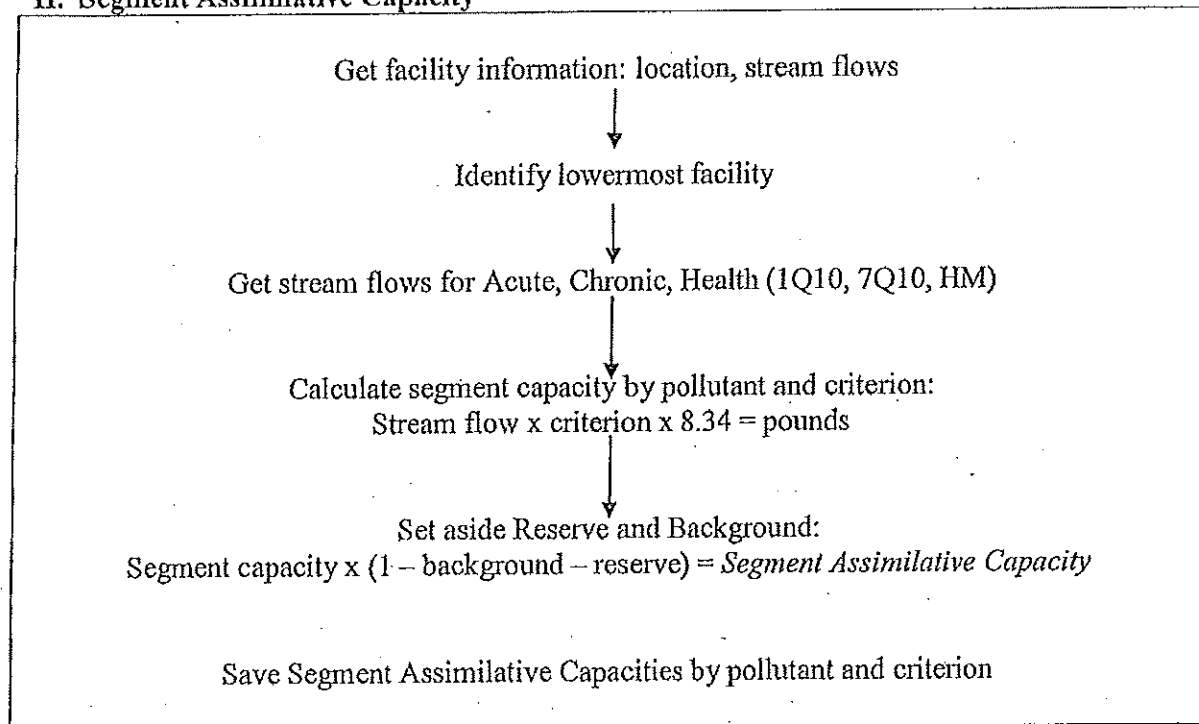 II. Segment Assimilative Capacity
Get facility information: location, stream flows
Identify lowermost facility
Get stream flows for Acute, Chronic, Health (1Q10, 7Q10, HM)
Calculate segment capacity by pollutant and criterion:
Stream flow x criterion x 8.34 = pounds
Set aside Reserve and Background:
Segment capacity x (1 – background – reserve) = Segment Assimilative Capacity
Save Segment Assimilative Capacities by pollutant and criterion